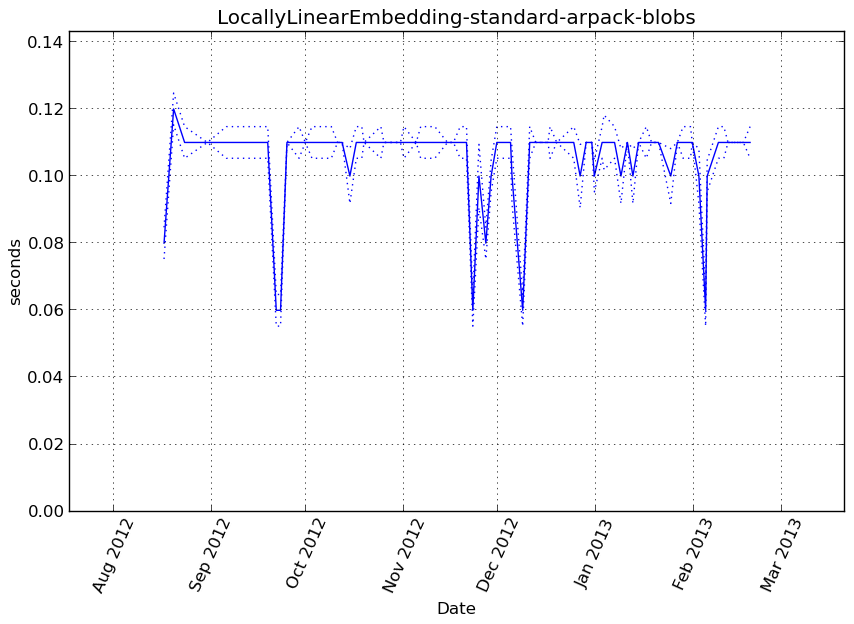 LocallyLinearEmbedding-standard-arpack-blobs
0.14
0.12
0.10
0.08
0.06
0.04
0.02
0.00
seconds
Aug 2012
Sep 2012
Oct 2012
Nov 2012
Dec 2012
Jan 2013
Feb 2013
Mar 2013
Date